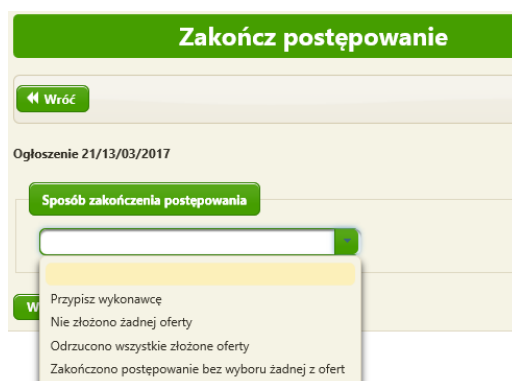 Zakończ postępowanie
Wróć
Ogłoszenie 21/13/03/2017
Sposób zakończenia postępowania
Przypisz wykonawcę
W
Nie złożono żadnej oferty
Odrzucono wszystkie złożone oferty
Zakończono postępowanie bez wyboru żadnej z ofert